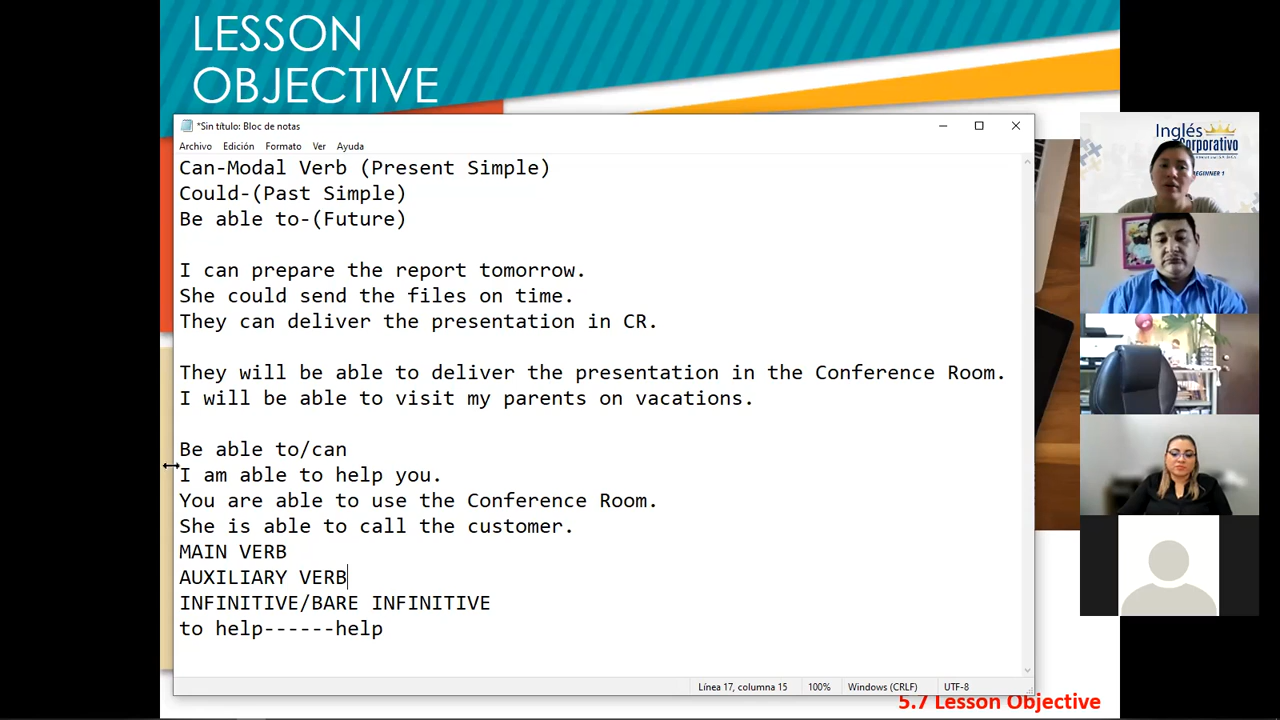 LESSON
OBJECTIVE
*Sin título: Bloc de notas
Archivo Edición Formato Ver Ayuda
Can-Modal Verb (Present Simple)
Could-(Past Simple)
Be able to-(Future)
I can prepare the report tomorrow.
She could send the files on time.
They can deliver the presentation in CR.
They will be able to deliver the presentation in the Conference Room.
I will be able to visit my parents on vacations.
Be able to/can
I am able to help you.
You are able to use the Conference Room.
She is able to call the customer.
MAIN VERB
AUXILIARY VERB
INFINITIVE/BARE INFINITIVE
to help------help
Línea 17, columna 15 100% Windows (CRLF) UTF-8
5.7 Lesson Objective
Inglés
Corporativo
BEGINNER 1